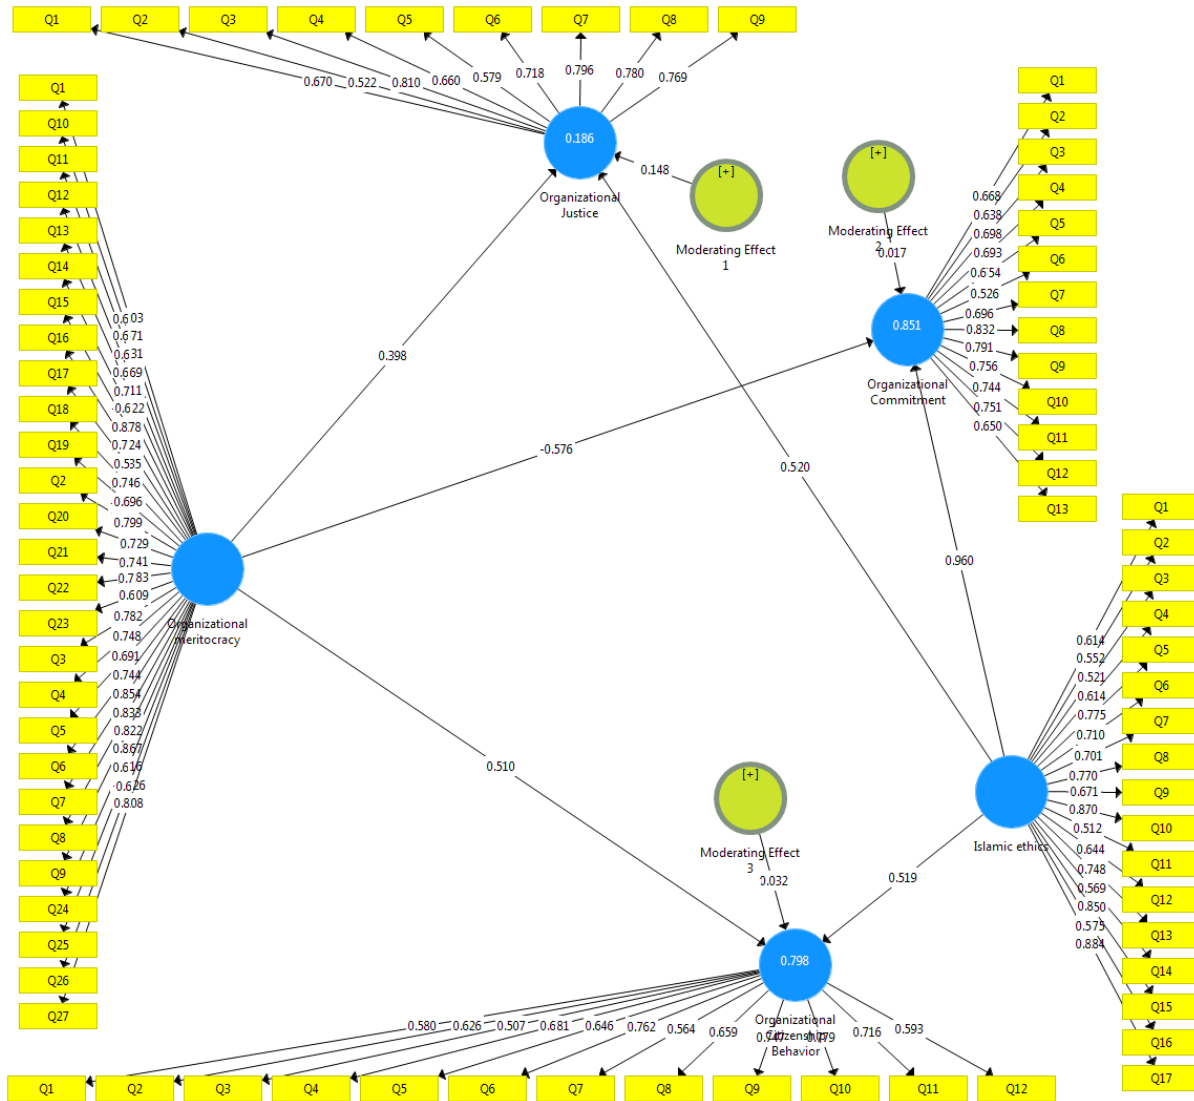 Q1 Q2 Q3 Q4 Q5 Q6 Q7 Q8 Q9
0.670 0.522 0.810 0.660 0.579 0.718 0.796 0.780 0.769
0.186
Organizational
Justice
0.148
[+]
Moderating Effect
1
[+]
Moderating Effect
2
0.017
Q1
Q10
Q11
Q12
Q13
Q14
Q15
Q16
Q17
Q18
Q19
Q2
Q20
Q21
Q22
Q23
Q3
Q4
Q5
Q6
Q7
Q8
Q9
Q24
Q25
Q26
Q27
0.603
0.671
0.631
0.669
0.711
0.622
0.878
0.724
0.535
0.746
0.696
0.799
0.729
0.741
0.783
0.609
0.782
0.748
0.691
0.744
0.854
0.833
0.822
0.867
0.616
0.626
0.808
Organizational
meritocracy
0.398
-0.576
0.510
0.520
0.960
0.519
0.851
Organizational
Commitment
0.668
0.638
0.698
0.693
0.654
0.526
0.696
0.832
0.791
0.756
0.744
0.751
0.650
Q1
Q2
Q3
Q4
Q5
Q6
Q7
Q8
Q9
Q10
Q11
Q12
Q13
Islamic ethics
0.614
0.552
0.521
0.614
0.775
0.710
0.701
0.770
0.671
0.870
0.512
0.644
0.748
0.569
0.850
0.575
0.884
Q1
Q2
Q3
Q4
Q5
Q6
Q7
Q8
Q9
Q10
Q11
Q12
Q13
Q14
Q15
Q16
Q17
[+]
Moderating Effect
3
0.032
0.798
Organizational
Citizenship
Behavior
0.580 0.626 0.507 0.681 0.646 0.762 0.564 0.659 0.747 0.779 0.716 0.593
Q1 Q2 Q3 Q4 Q5 Q6 Q7 Q8 Q9 Q10 Q11 Q12